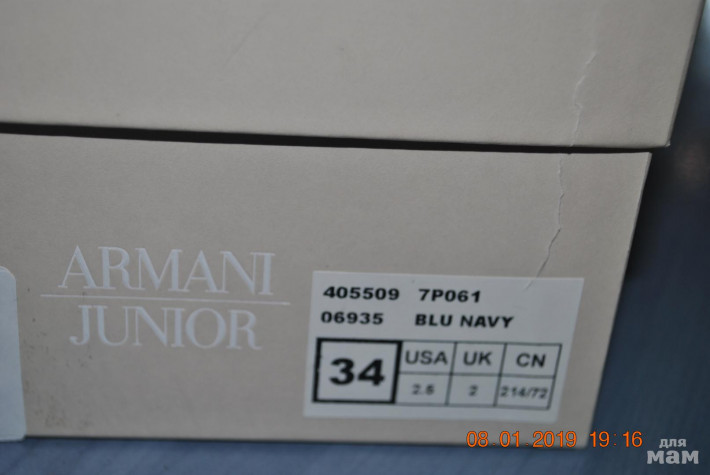 ARMANI
JUNIOR
405509 7P061
06935 BLU NAVY
34 USA UK CN
2.5 2 214/72
08-01-2019 19:16
для
мам